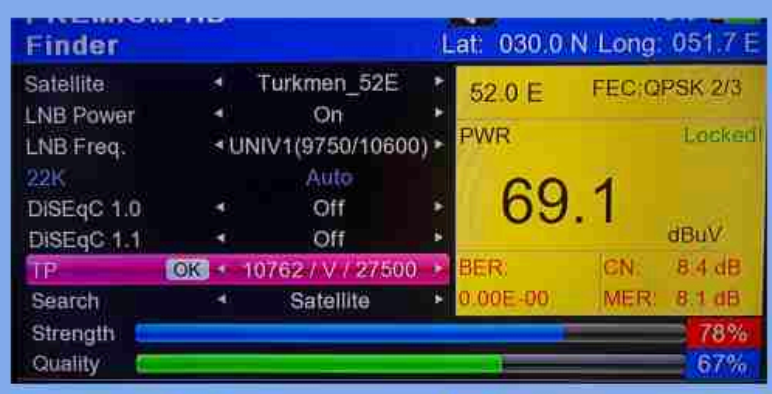 Finder Lat: 030.0 N Long: 051.7 E
Satellite Turkmen_52E
LNB Power On
LNB Freq. UNIV1(9750/10600)
22K Auto
DiSEqC 1.0 Off
DiSEqC 1.1 Off
TP OK 10762 / V / 27500
Search Satellite
Strength 78%
Quality 67%
52.0 E FEC:QPSK 2/3
PWR Locked!
69.1
dBuV
BER: CN: 8.4 dB
0.00E-00 MER: 8.1 dB